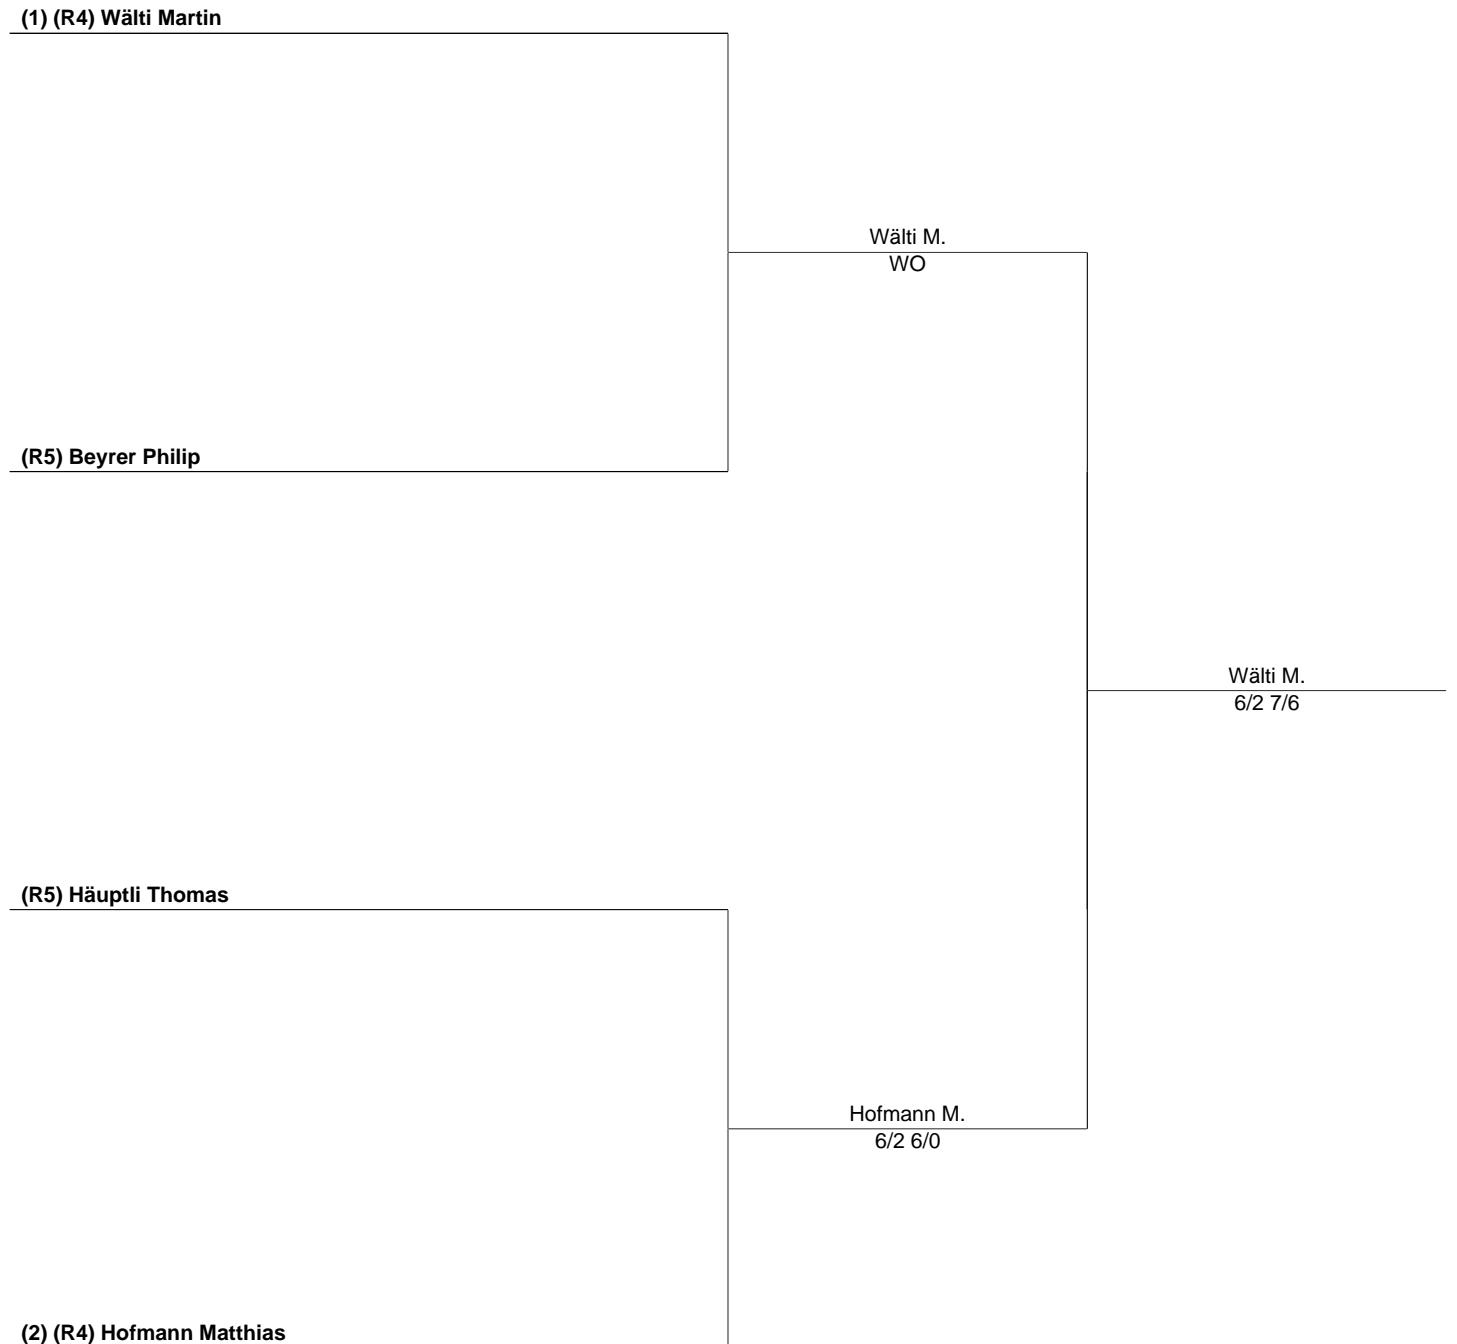 (1) (R4) Wälti Martin
Wälti M.
WO
(R5) Beyrer Philip
Wälti M.
6/2 7/6
(R5) Häuptli Thomas
Hofmann M.
6/2 6/0
(2) (R4) Hofmann Matthias